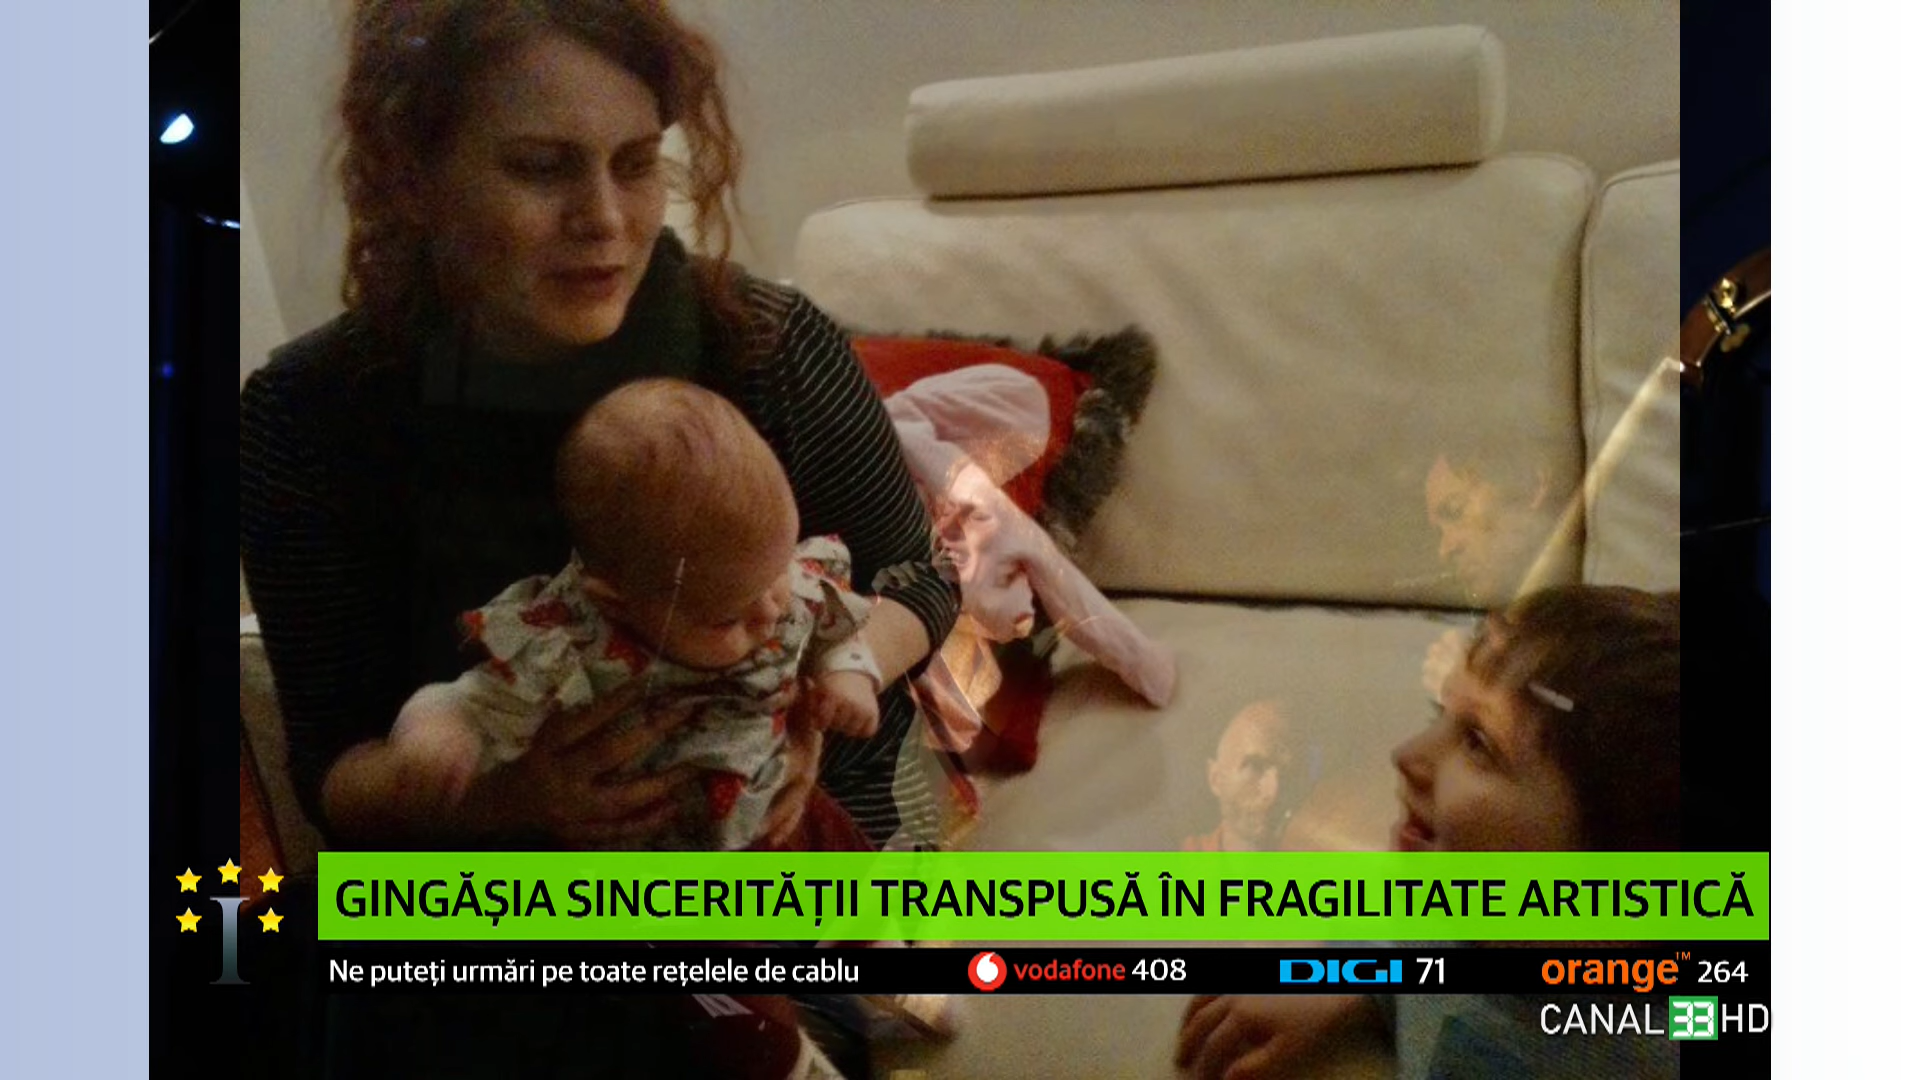 GINGĂȘIA SINCERITĂȚII TRANSPUSĂ ÎN FRAGILITATE ARTISTICĂ
Ne puteți urmări pe toate rețelele de cablu vodafone 408 DIGI 71 orange™ 264
CANAL 33 HD
I